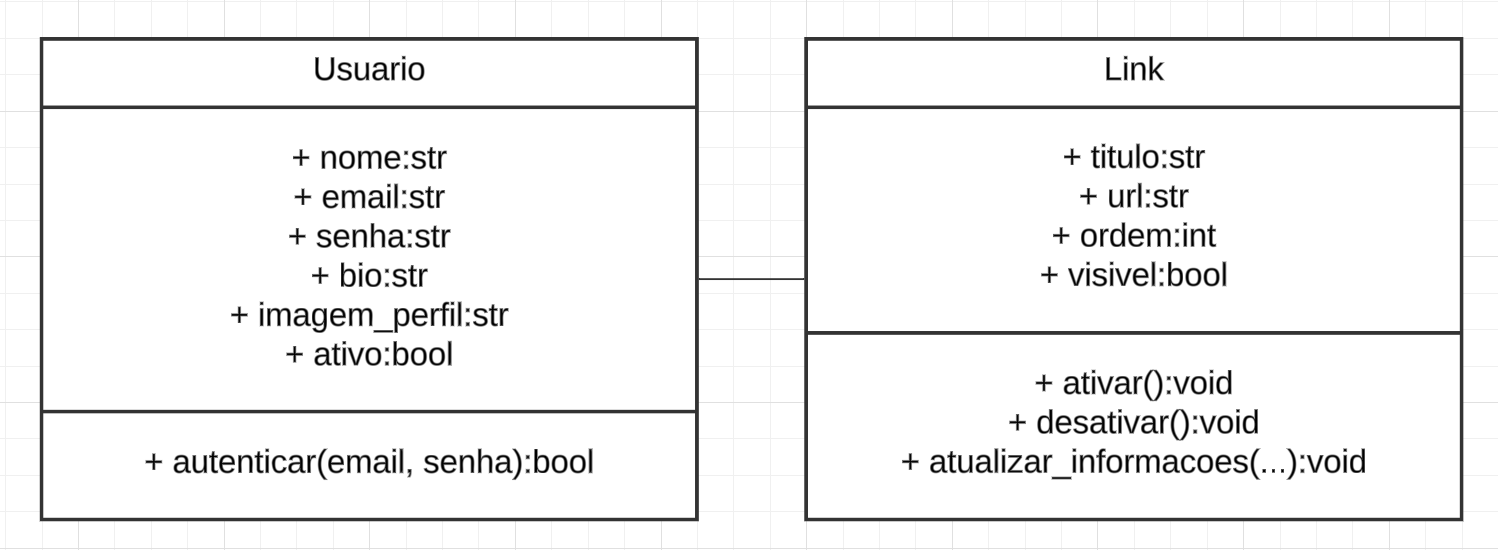 Usuario
+ nome:str
+ email:str
+ senha:str
+ bio:str
+ imagem_perfil:str
+ ativo:bool
+ autenticar(email, senha):bool
Link
+ titulo:str
+ url:str
+ ordem:int
+ visivel:bool
+ ativar():void
+ desativar():void
+ atualizar_informacoes(...):void